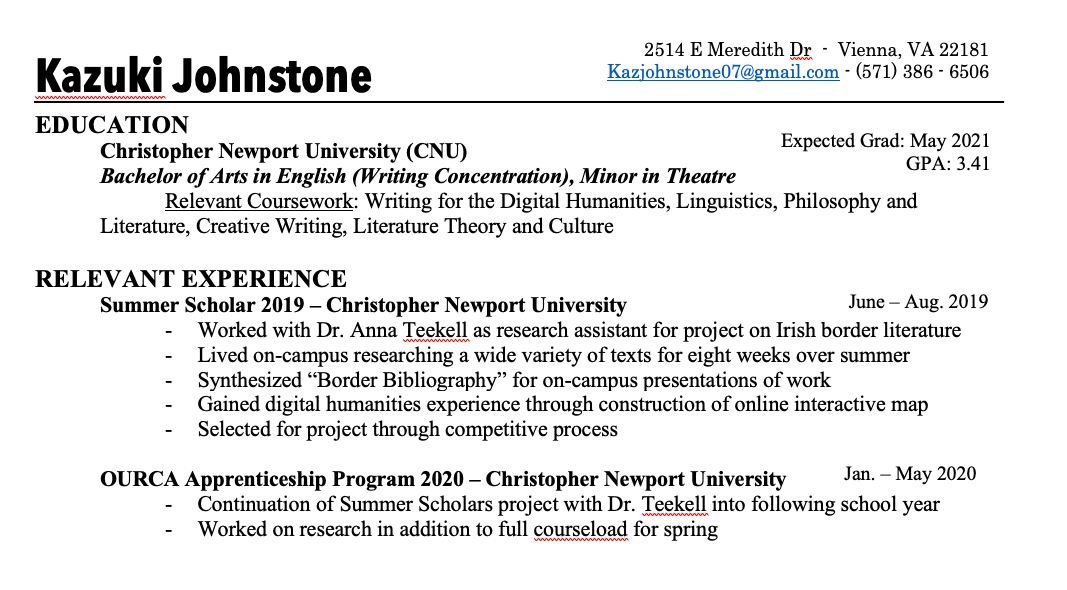 Kazuki Johnstone
2514 E Meredith Dr - Vienna, VA 22181
Kazjohnstone07@gmail.com - (571) 386 - 6506
EDUCATION
Christopher Newport University (CNU)
Expected Grad: May 2021
Bachelor of Arts in English (Writing Concentration), Minor in Theatre
GPA: 3.41
Relevant Coursework: Writing for the Digital Humanities, Linguistics, Philosophy and
Literature, Creative Writing, Literature Theory and Culture
RELEVANT EXPERIENCE
Summer Scholar 2019 – Christopher Newport University
June – Aug. 2019
- Worked with Dr. Anna Teekell as research assistant for project on Irish border literature
- Lived on-campus researching a wide variety of texts for eight weeks over summer
- Synthesized “Border Bibliography” for on-campus presentations of work
- Gained digital humanities experience through construction of online interactive map
- Selected for project through competitive process
OURCA Apprenticeship Program 2020 – Christopher Newport University
Jan. – May 2020
- Continuation of Summer Scholars project with Dr. Teekell into following school year
- Worked on research in addition to full courseload for spring